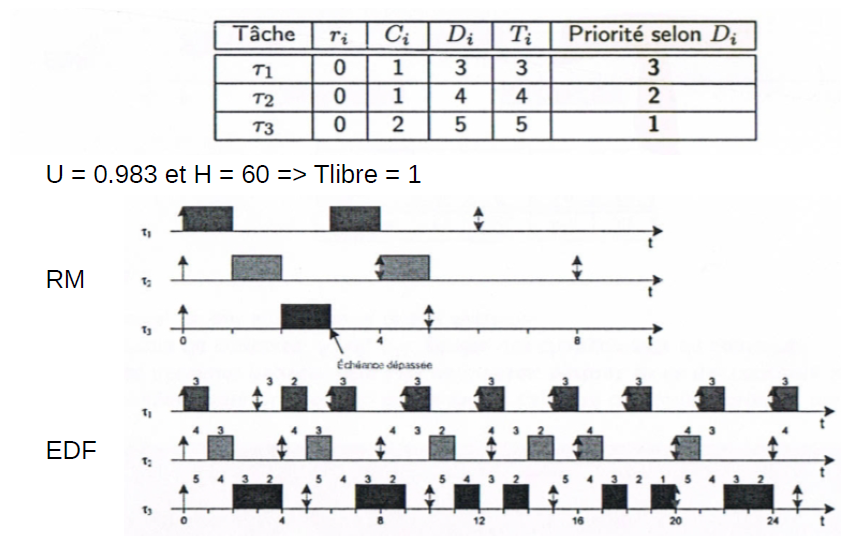 Tâche r_i C_i D_i T_i Priorité selon D_i
τ1 0 1 3 3 3
τ2 0 1 4 4 2
τ3 0 2 5 5 1
U = 0.983 et H = 60 => Tlibre = 1
τ1 t
RM
τ2 t
τ3 t
0 4 8
Échéance dépassée
3 3 2 3 3 3 3 3 3 3
τ1 t
4 3 4 3 4 3 2 4 3 2 4 4 3 4
EDF
τ2 t
5 4 3 2 5 4 3 2 5 4 3 2 5 4 3 2 1 5 4 3 2
τ3 t
0 4 8 12 16 20 24